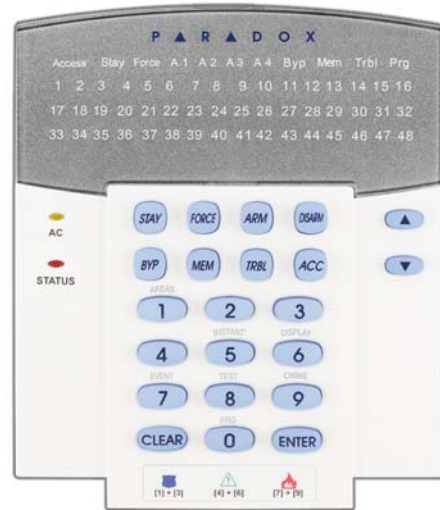 PARADOX
Access Stay Force A1 A2 A3 A4 Byp Mem Trbl Prg
1 2 3 4 5 6 7 8 9 10 11 12 13 14 15 16
17 18 19 20 21 22 23 24 25 26 27 28 29 30 31 32
33 34 35 36 37 38 39 40 41 42 43 44 45 46 47 48
STAY FORCE ARM DISARM
AC
BYP MEM TRBL ACC
STATUS
AREAS
1 2 3
INSTANT DISPLAY
4 5 6
EVENT TEST CHIME
7 8 9
PRG
CLEAR 0 ENTER
[1] + [3] [4] + [6] [7] + [9]